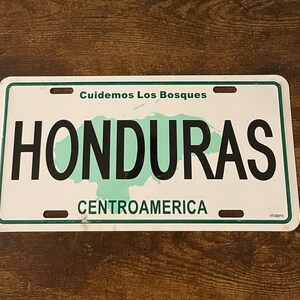 Cuidemos Los Bosques
HONDURAS
CENTROAMERICA